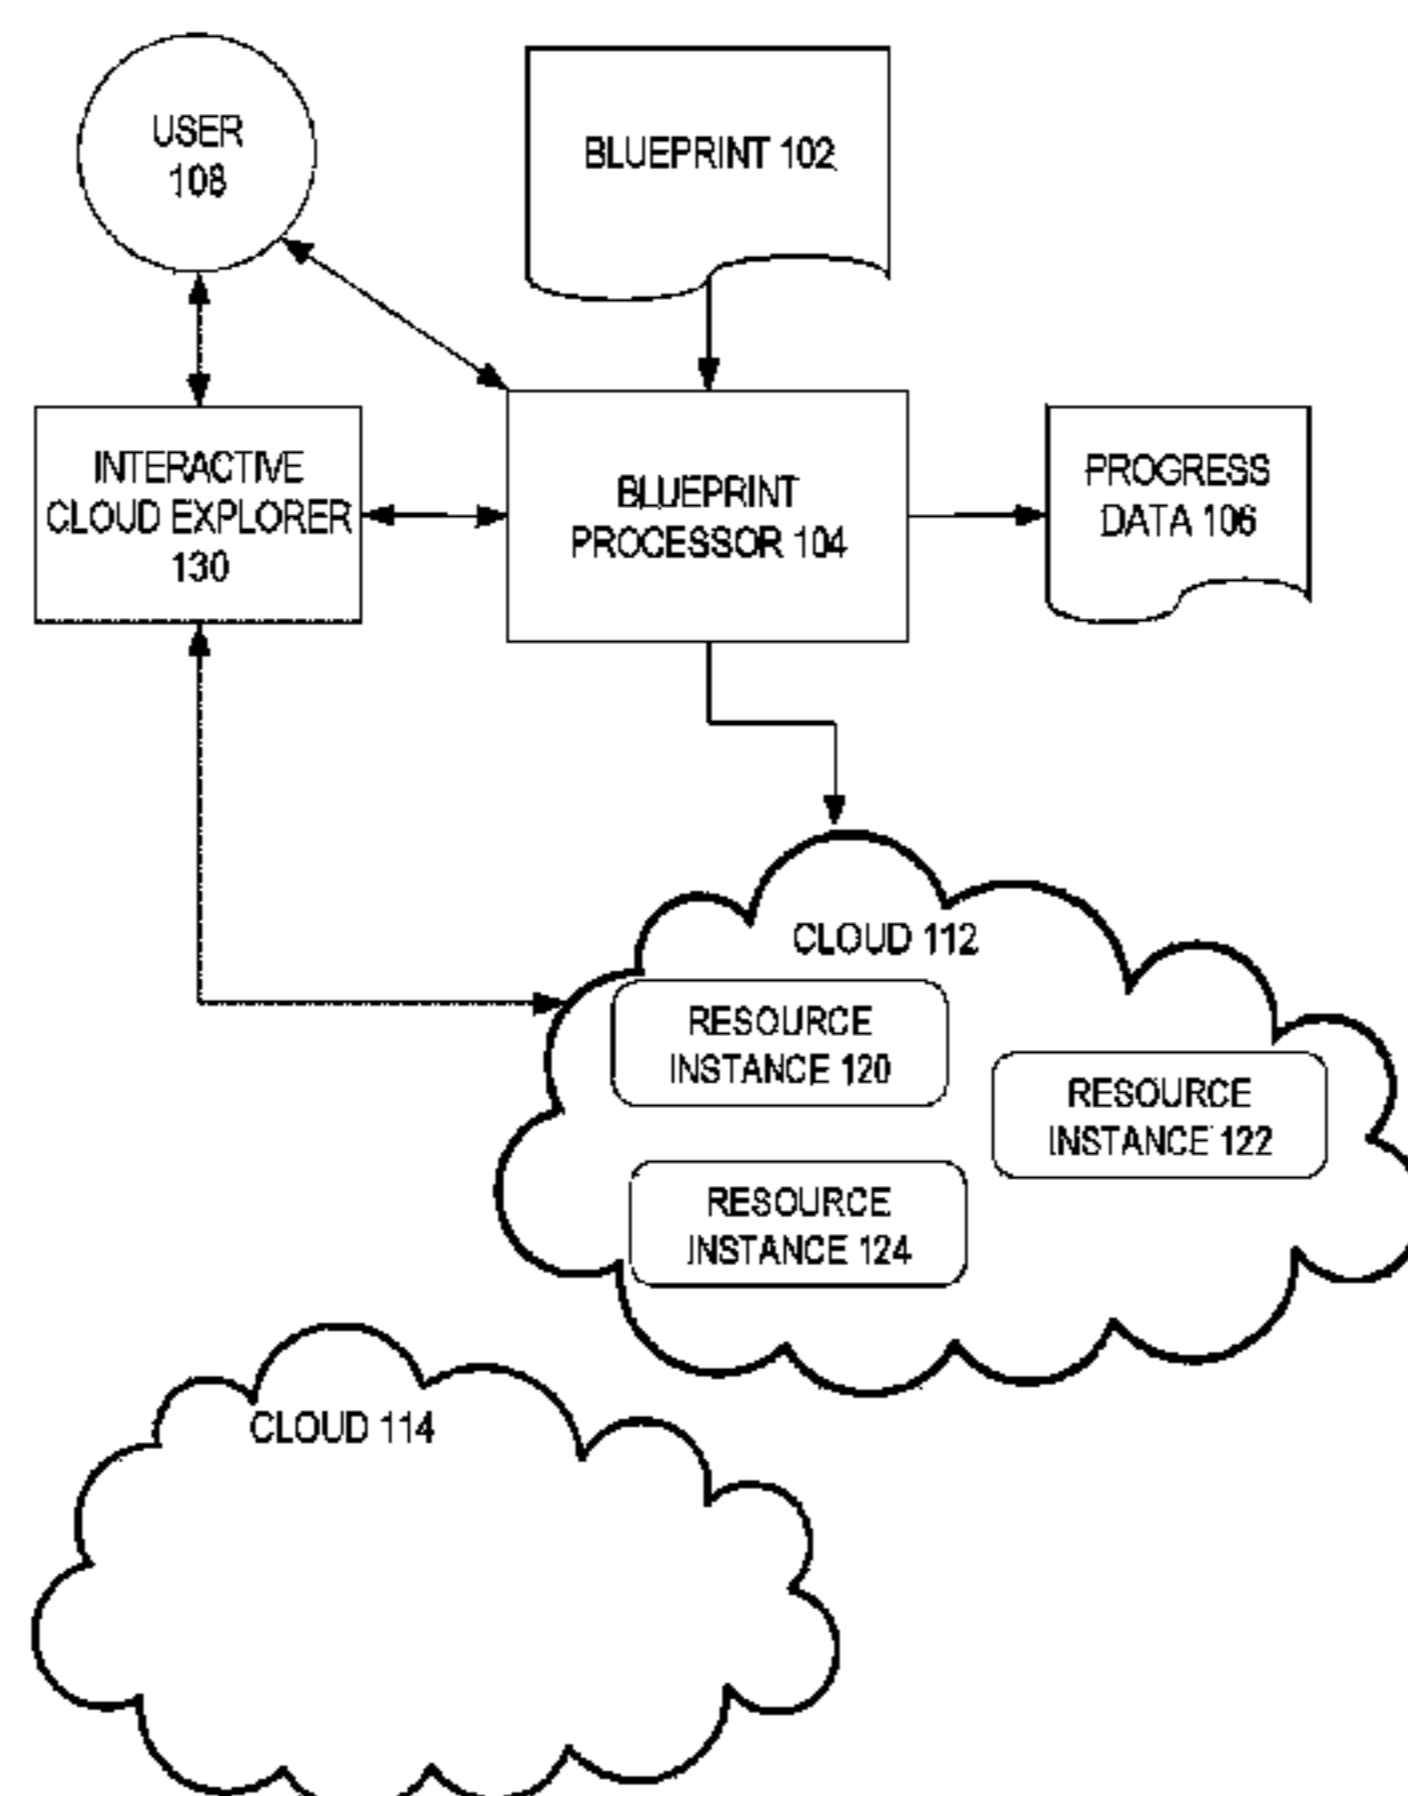 USER
108
BLUEPRINT 102
INTERACTIVE
CLOUD EXPLORER
130
BLUEPRINT
PROCESSOR 104
PROGRESS
DATA 106
CLOUD 112
RESOURCE
INSTANCE 120
RESOURCE
INSTANCE 122
RESOURCE
INSTANCE 124
CLOUD 114